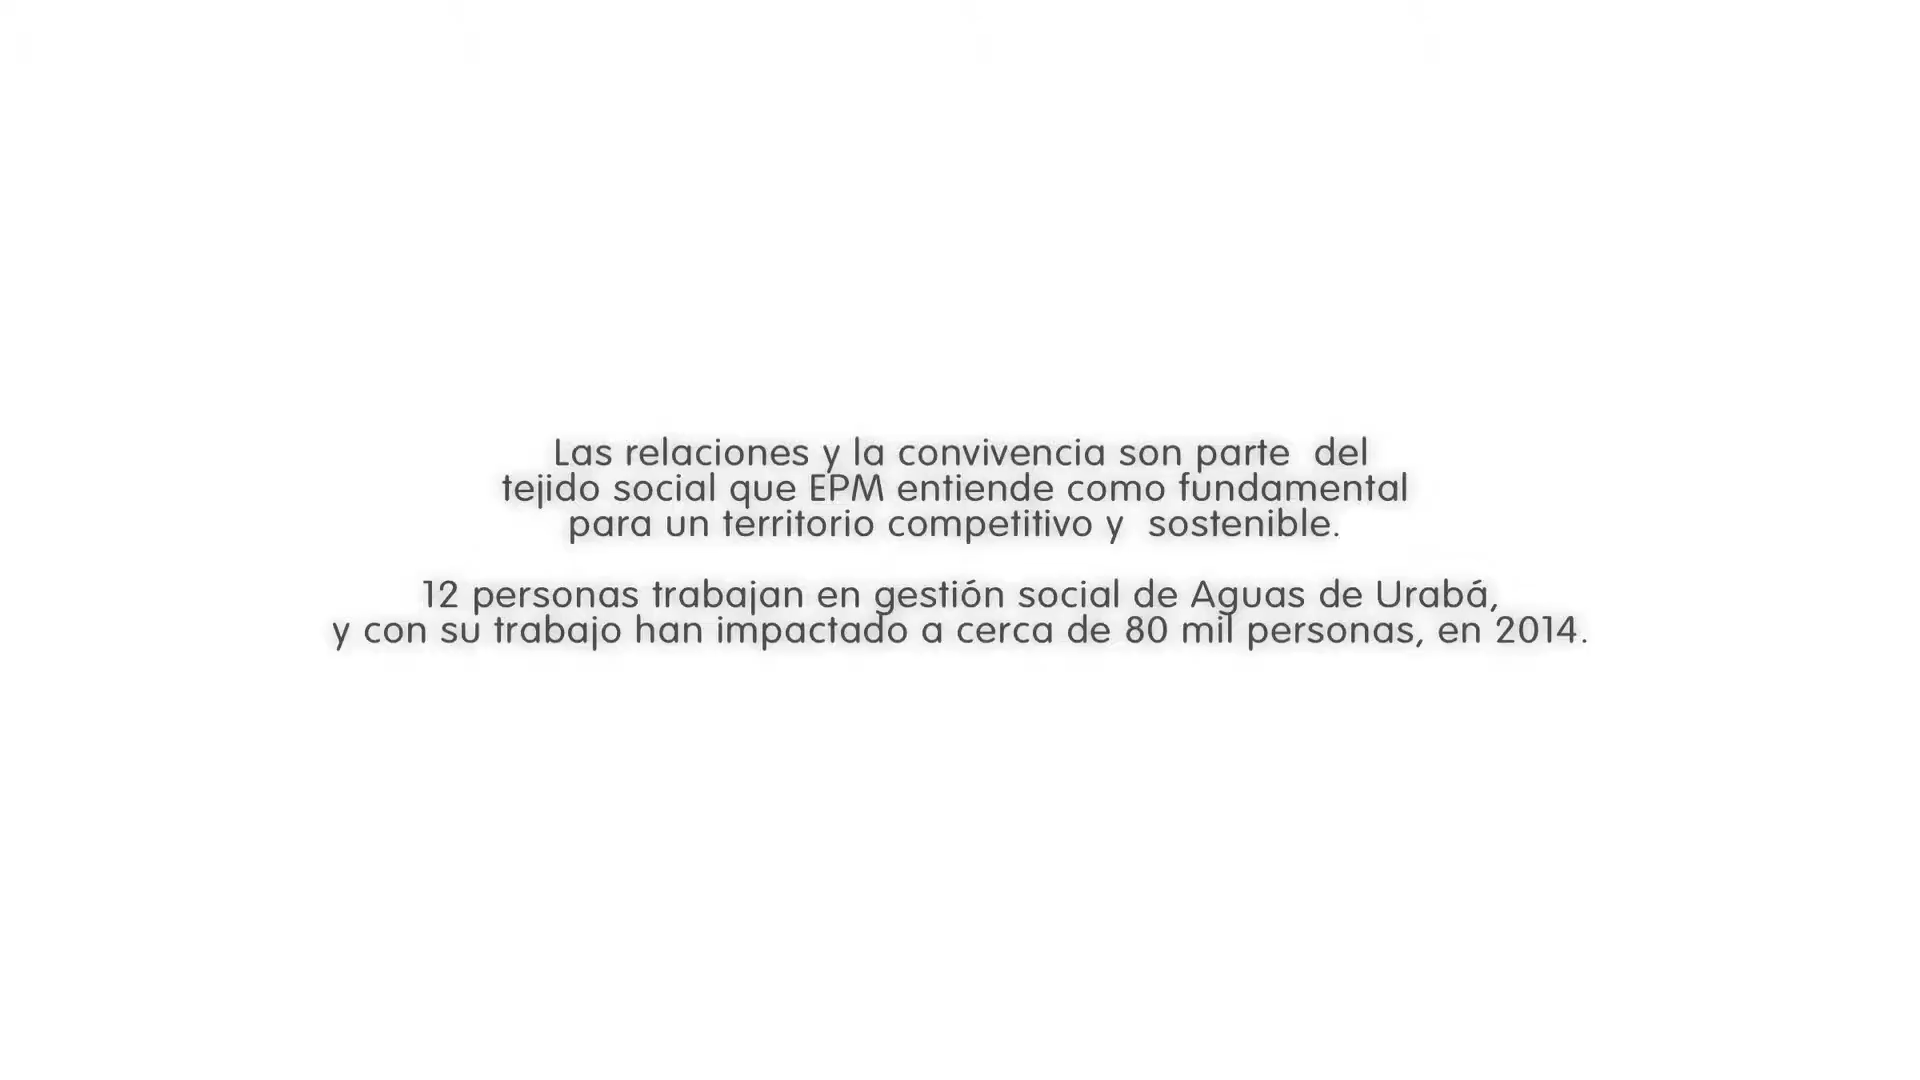 Las relaciones y la convivencia son parte  del
tejido social que EPM entiende como fundamental
para un territorio competitivo y  sostenible.
12 personas trabajan en gestión social de Aguas de Urabá,
y con su trabajo han impactado a cerca de 80 mil personas, en 2014.